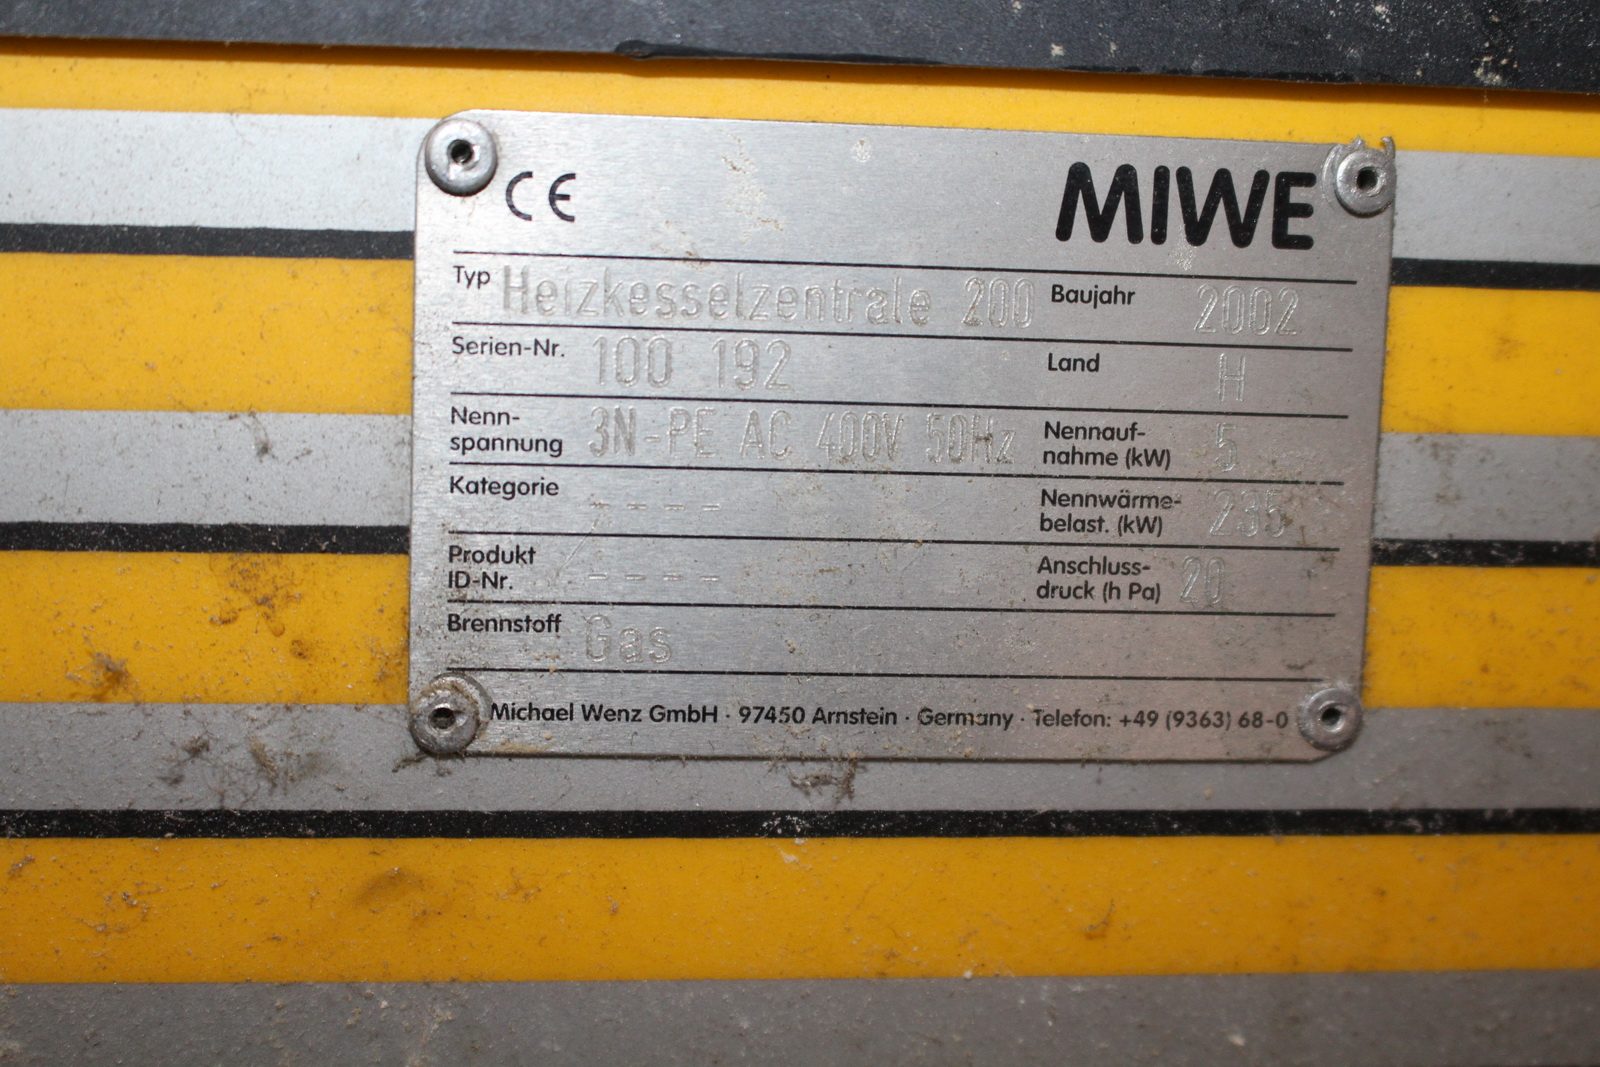 CE MIWE
Typ Heizkesselzentrale 200 Baujahr 2002
Serien-Nr. 100 192 Land H
Nenn-
spannung 3N-PE AC 400V 50Hz Nennauf-
nahme (kW) 5
Kategorie ---- Nennwärme-
belast. (kW) 235
Produkt
ID-Nr. ---- Anschluss-
druck (h Pa) 20
Brennstoff Gas
Michael Wenz GmbH · 97450 Arnstein · Germany · Telefon: +49 (9363) 68-0